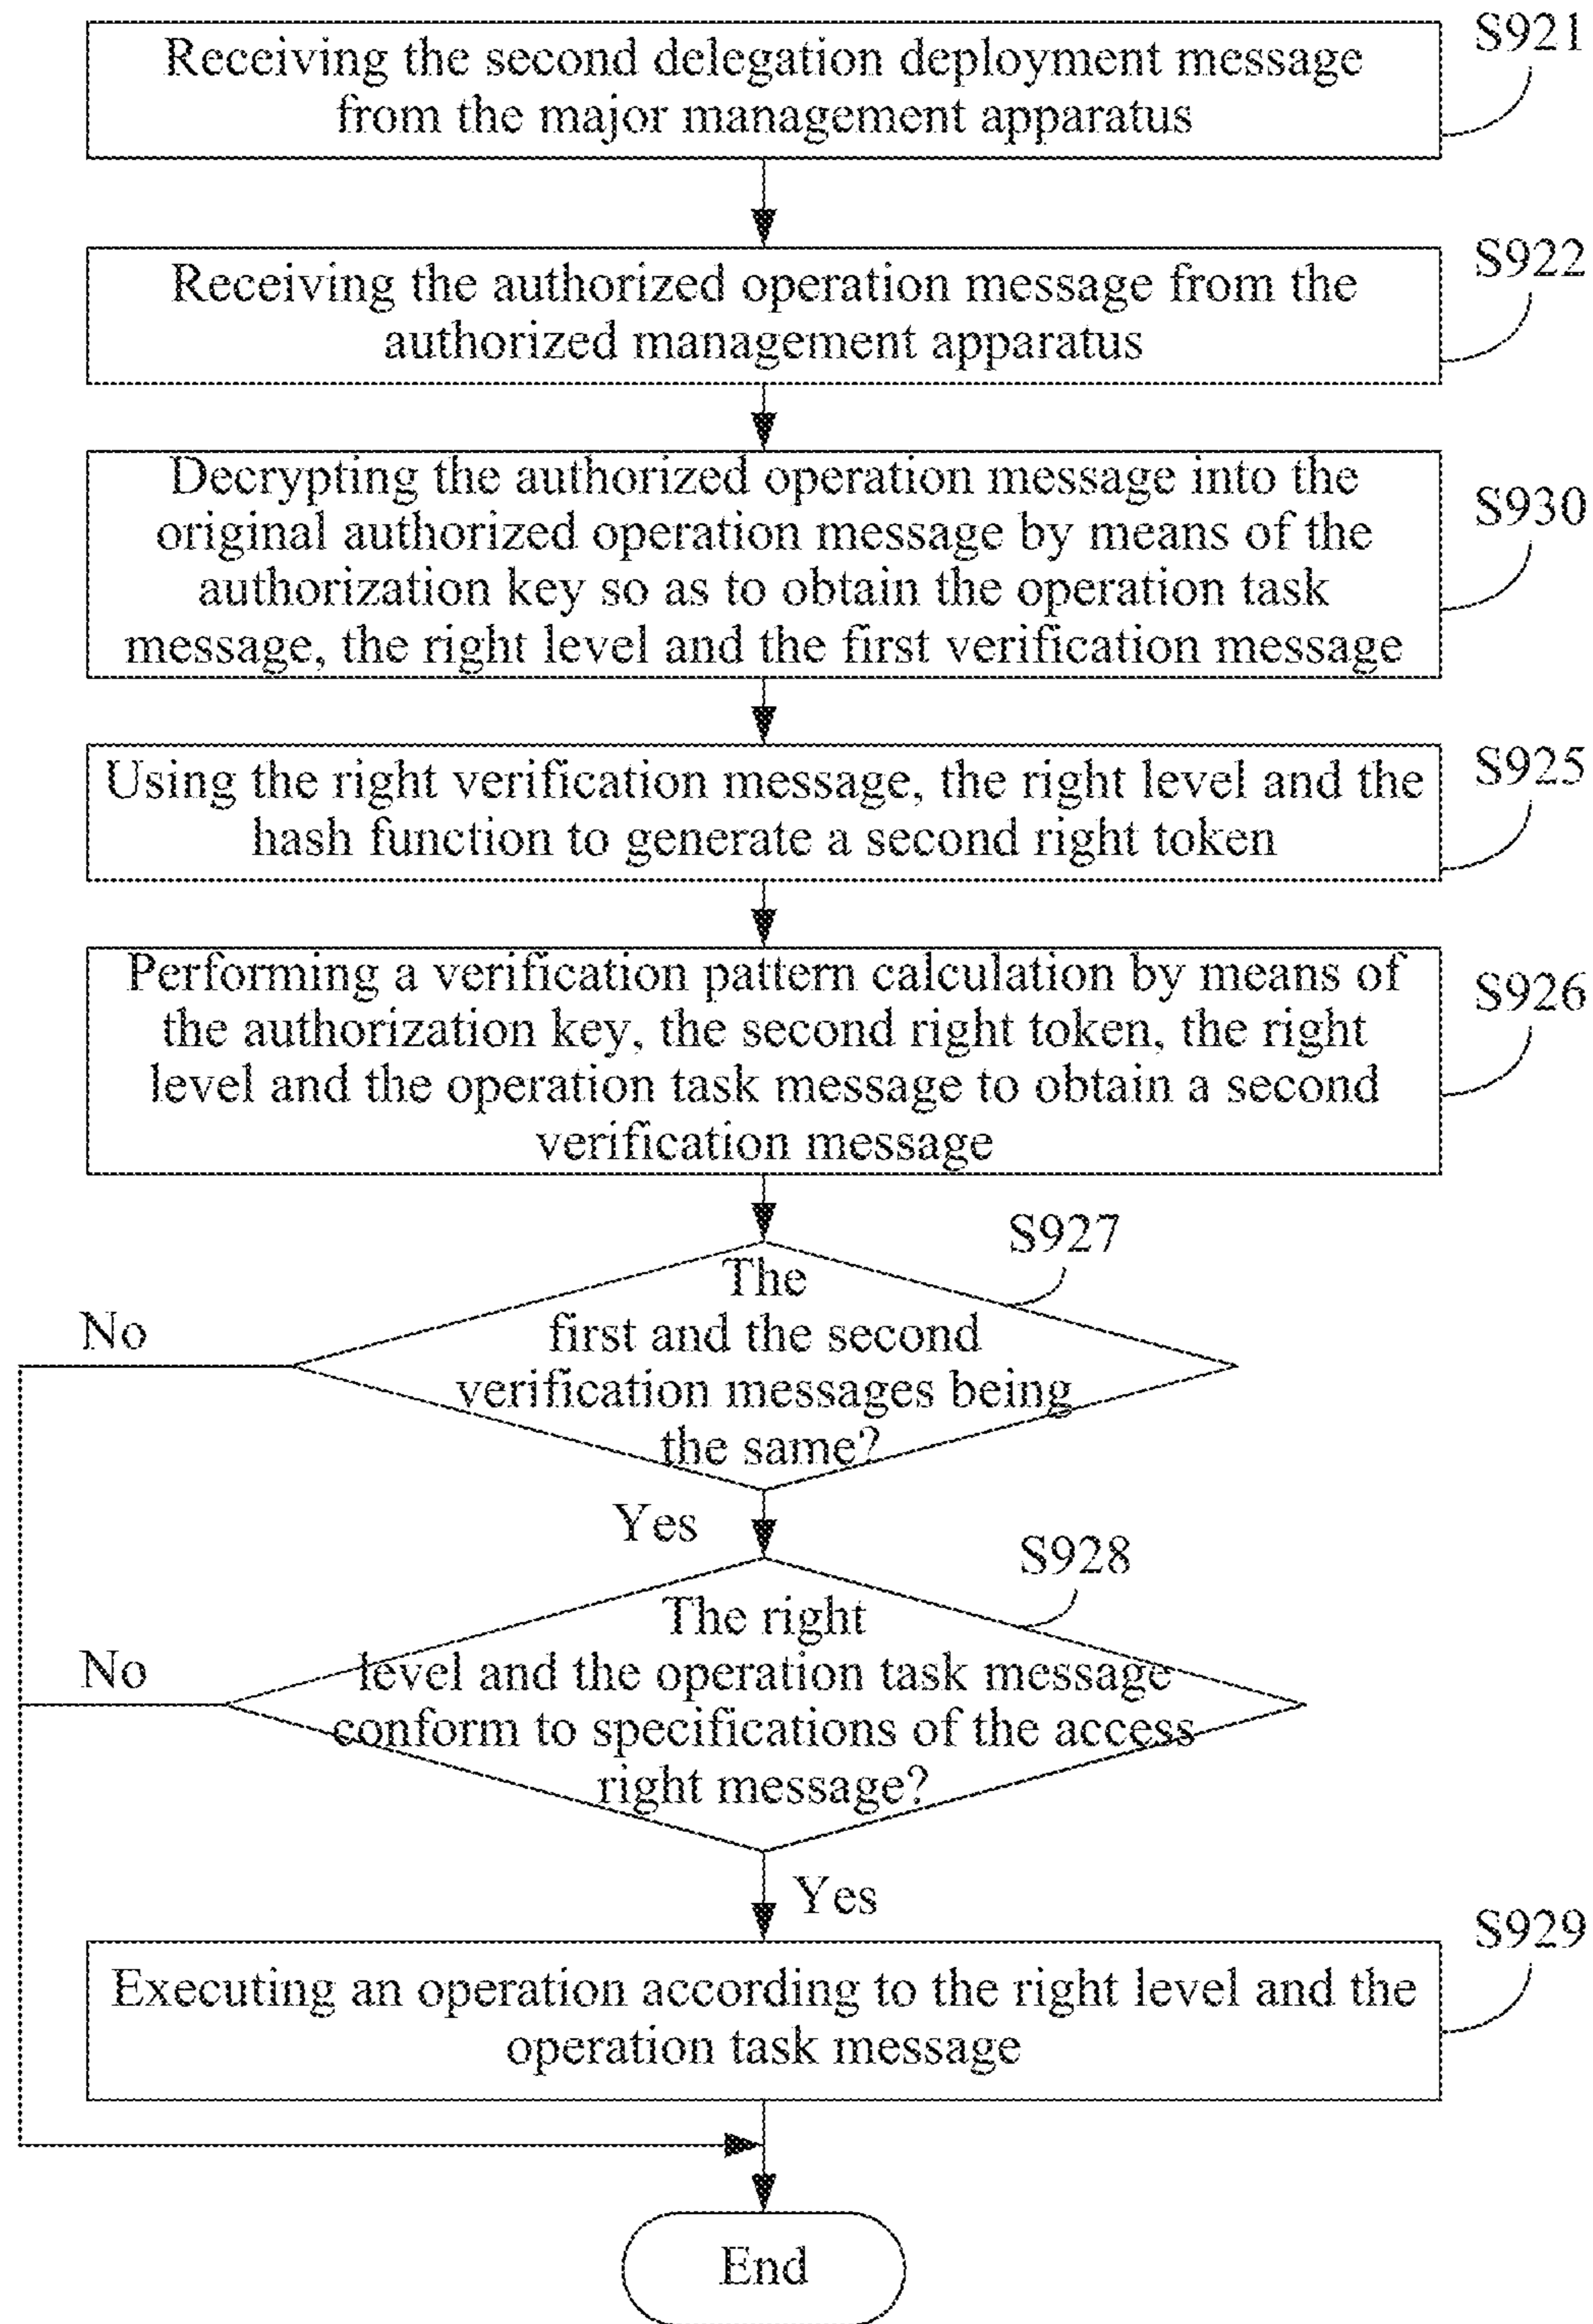 Receiving the second delegation deployment message
from the major management apparatus
S921
Receiving the authorized operation message from the
authorized management apparatus
S922
Decrypting the authorized operation message into the
original authorized operation message by means of the
authorization key so as to obtain the operation task
message, the right level and the first verification message
S930
Using the right verification message, the right level and the
hash function to generate a second right token
S925
Performing a verification pattern calculation by means of
the authorization key, the second right token, the right
level and the operation task message to obtain a second
verification message
S926
S927
The
first and the second
verification messages being
the same?
No
Yes
S928
The right
level and the operation task message
conform to specifications of the access
right message?
No
Yes
S929
Executing an operation according to the right level and the
operation task message
End